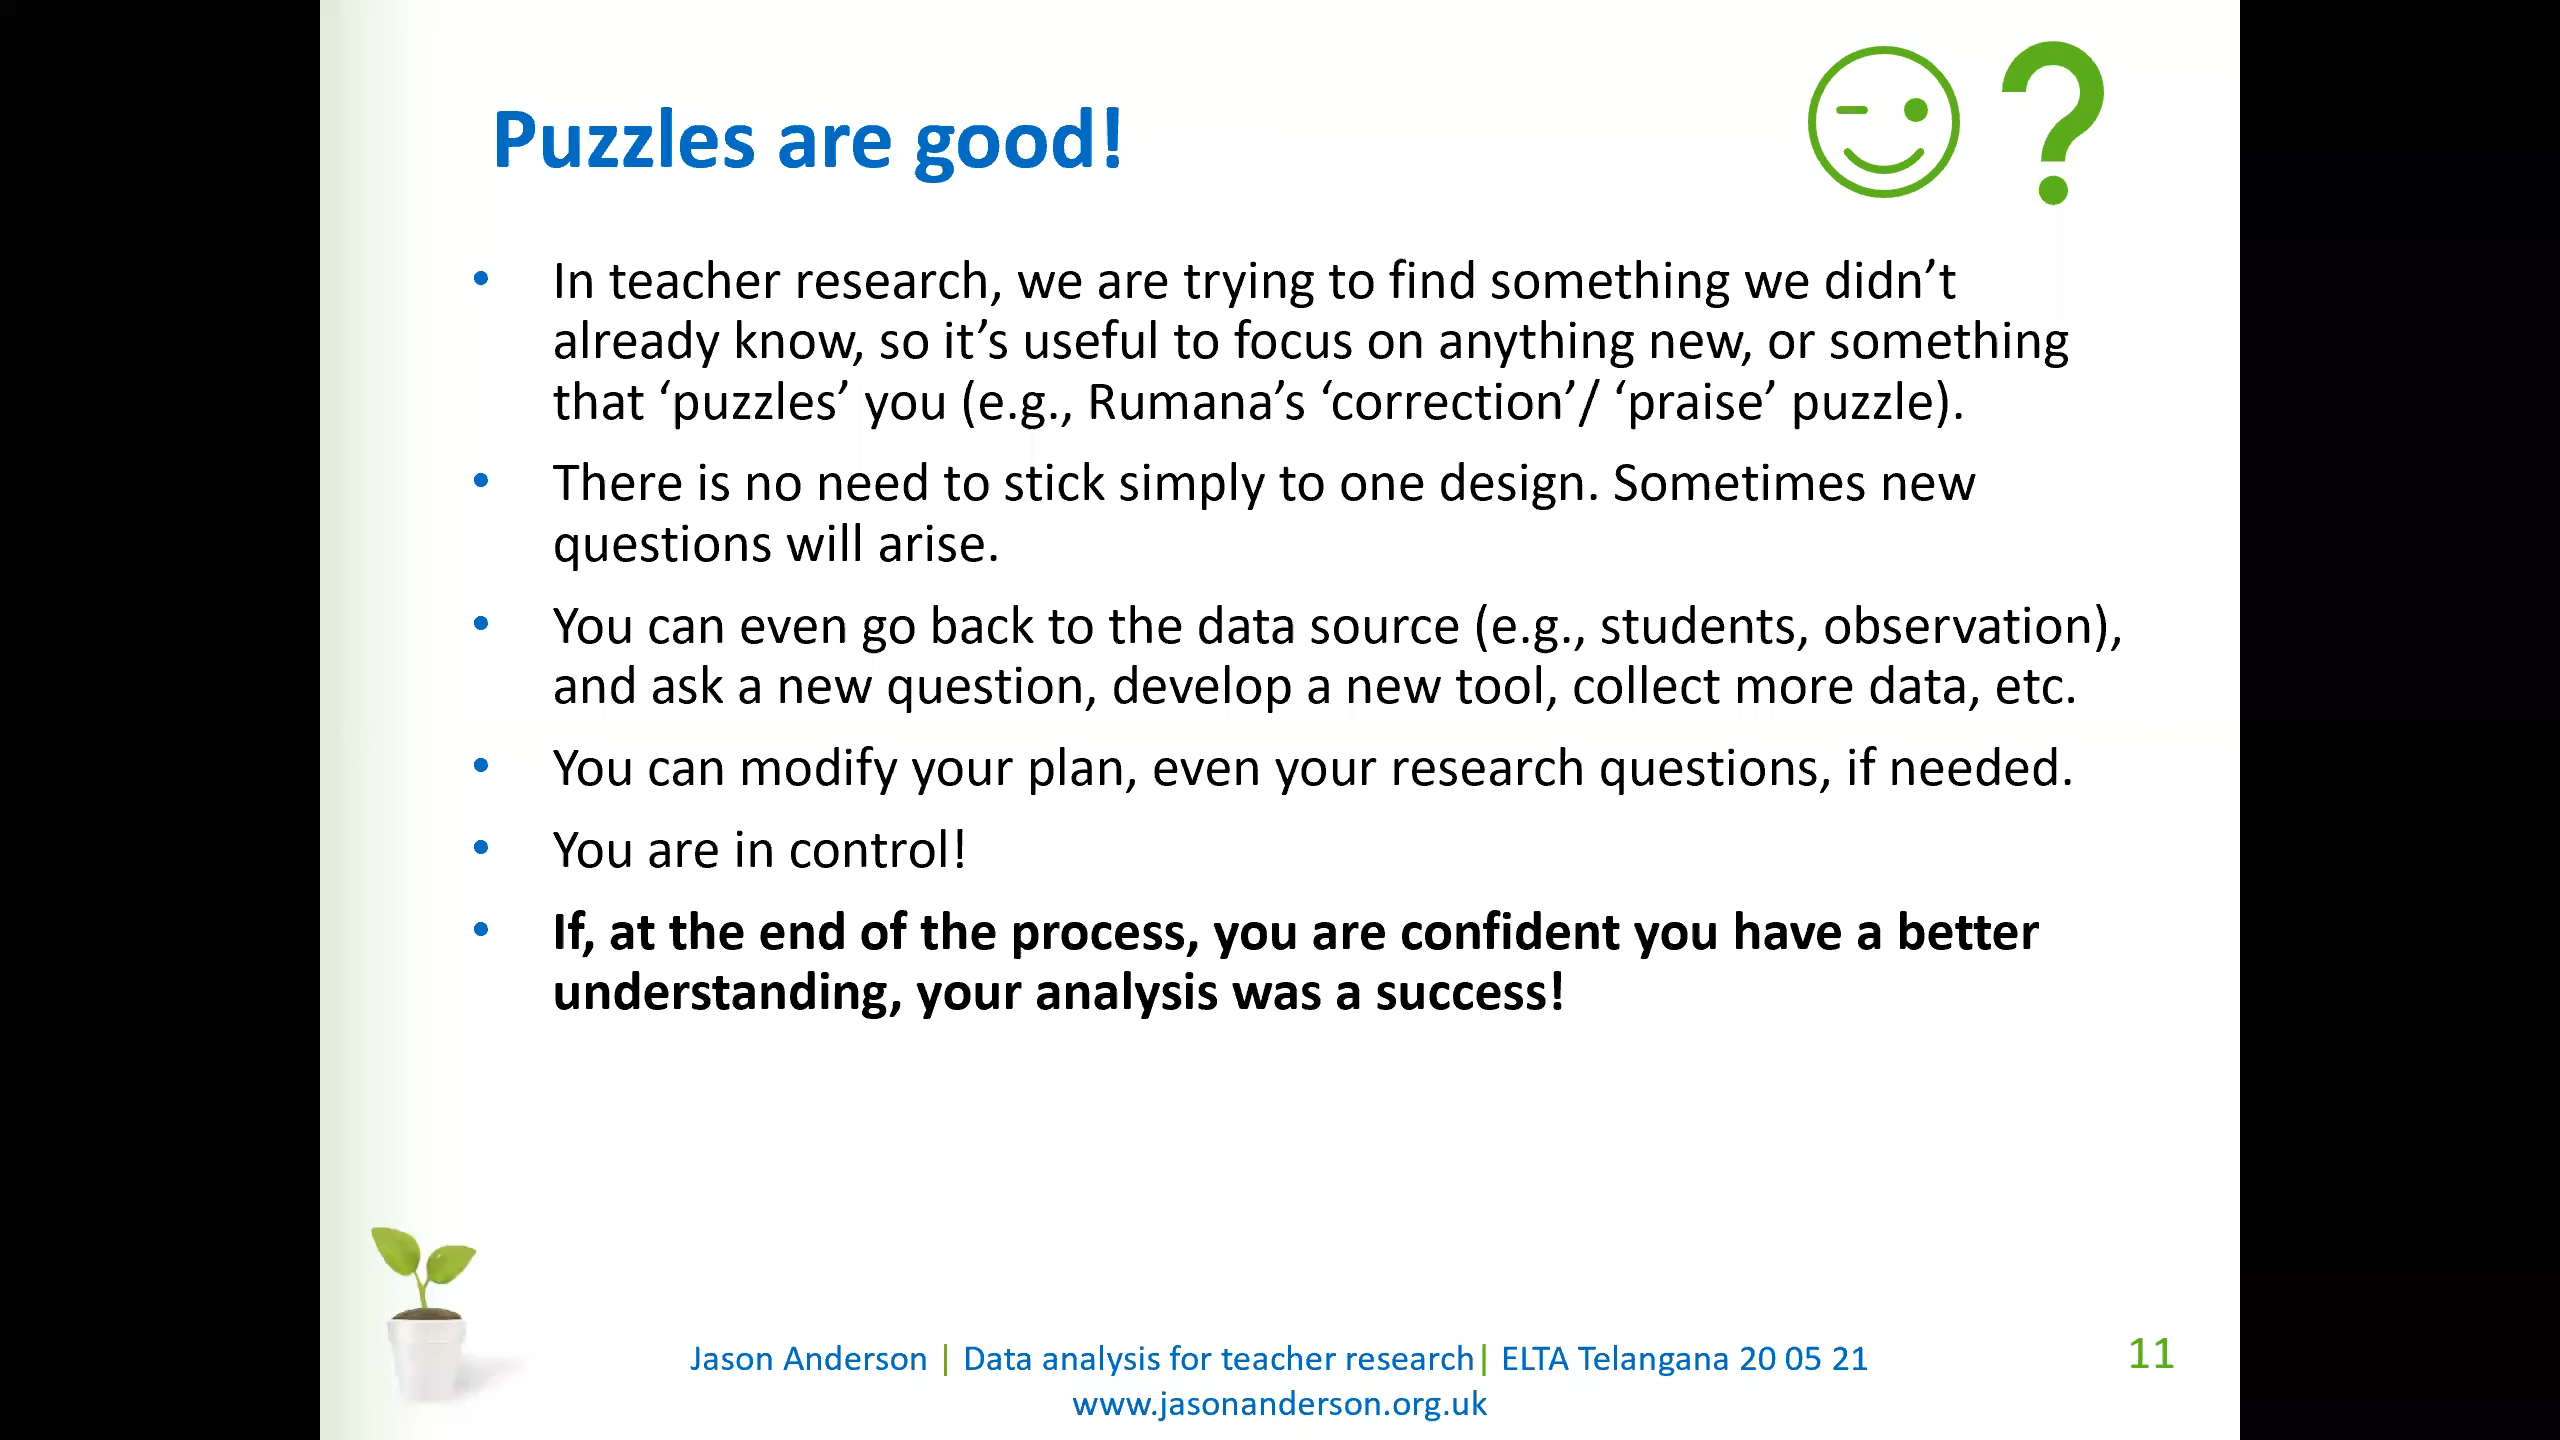 Puzzles are good!
?
• In teacher research, we are trying to find something we didn’t
already know, so it’s useful to focus on anything new, or something
that ‘puzzles’ you (e.g., Rumana’s ‘correction’/ ‘praise’ puzzle).
• There is no need to stick simply to one design. Sometimes new
questions will arise.
• You can even go back to the data source (e.g., students, observation),
and ask a new question, develop a new tool, collect more data, etc.
• You can modify your plan, even your research questions, if needed.
• You are in control!
• If, at the end of the process, you are confident you have a better
understanding, your analysis was a success!
Jason Anderson | Data analysis for teacher research| ELTA Telangana 20 05 21
www.jasonanderson.org.uk
11